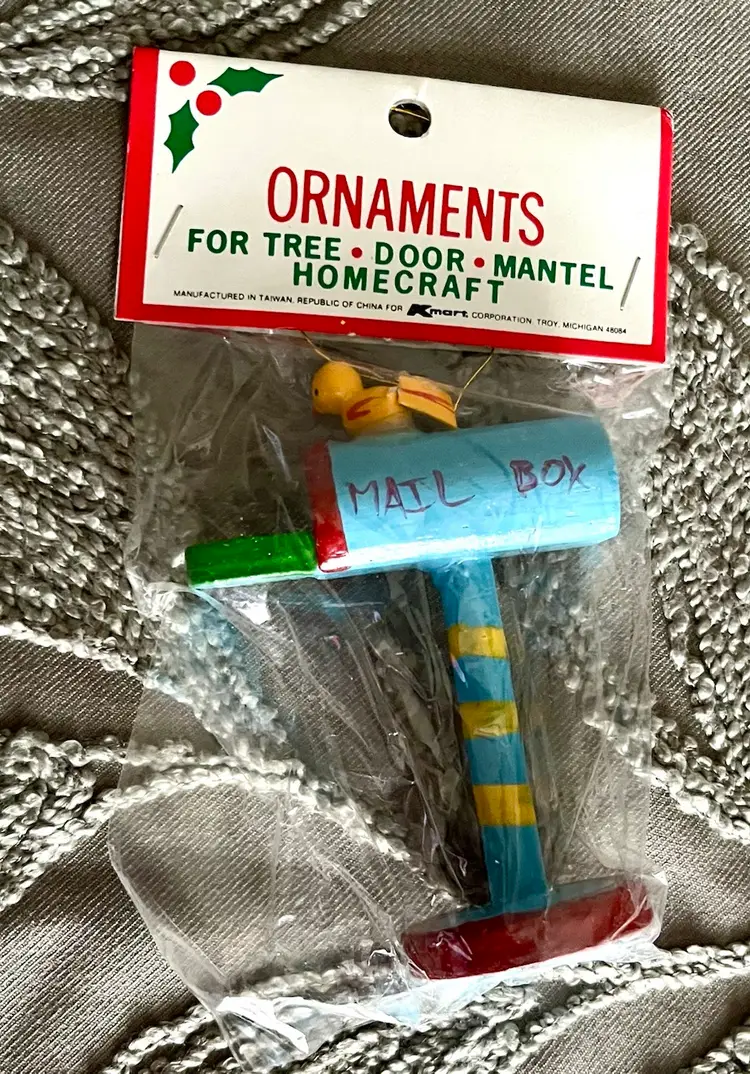 ORNAMENTS
FOR TREE • DOOR • MANTEL
HOMECRAFT
MANUFACTURED IN TAIWAN, REPUBLIC OF CHINA FOR Kmart CORPORATION, TROY, MICHIGAN 48084
MAIL BOX